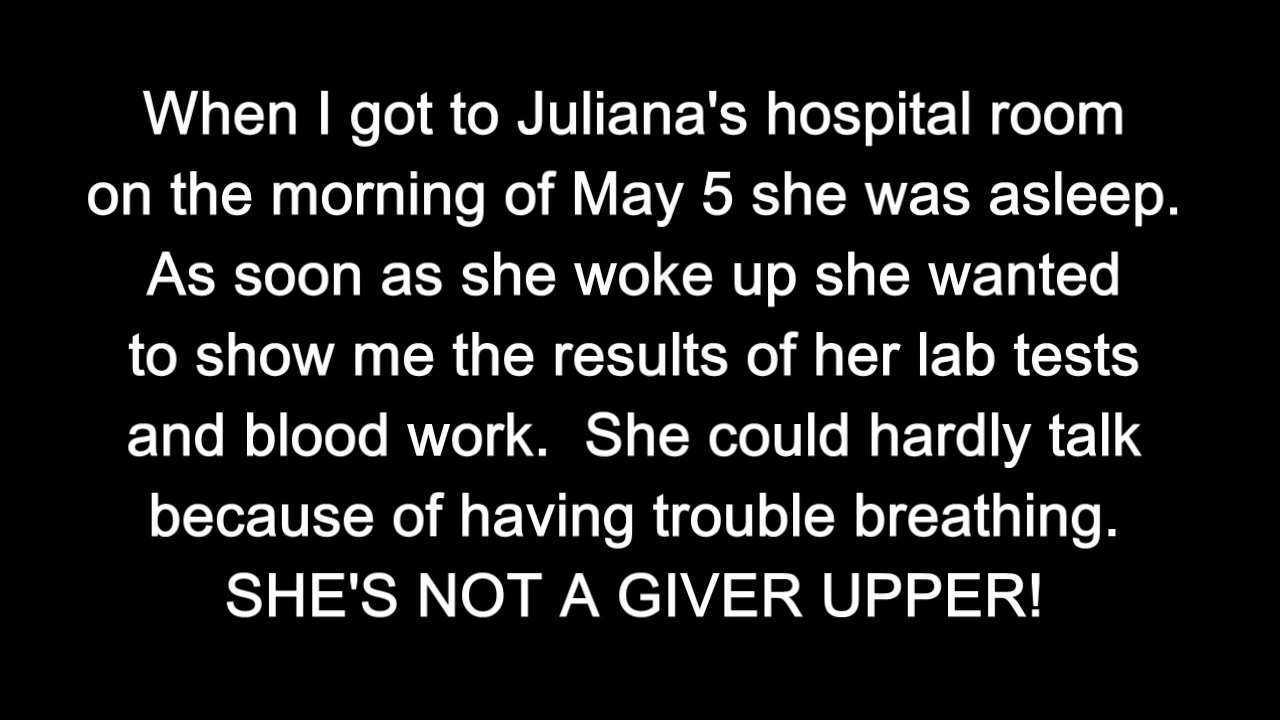 When I got to Juliana's hospital room
on the morning of May 5 she was asleep.
As soon as she woke up she wanted
to show me the results of her lab tests
and blood work.  She could hardly talk
because of having trouble breathing.
SHE'S NOT A GIVER UPPER!